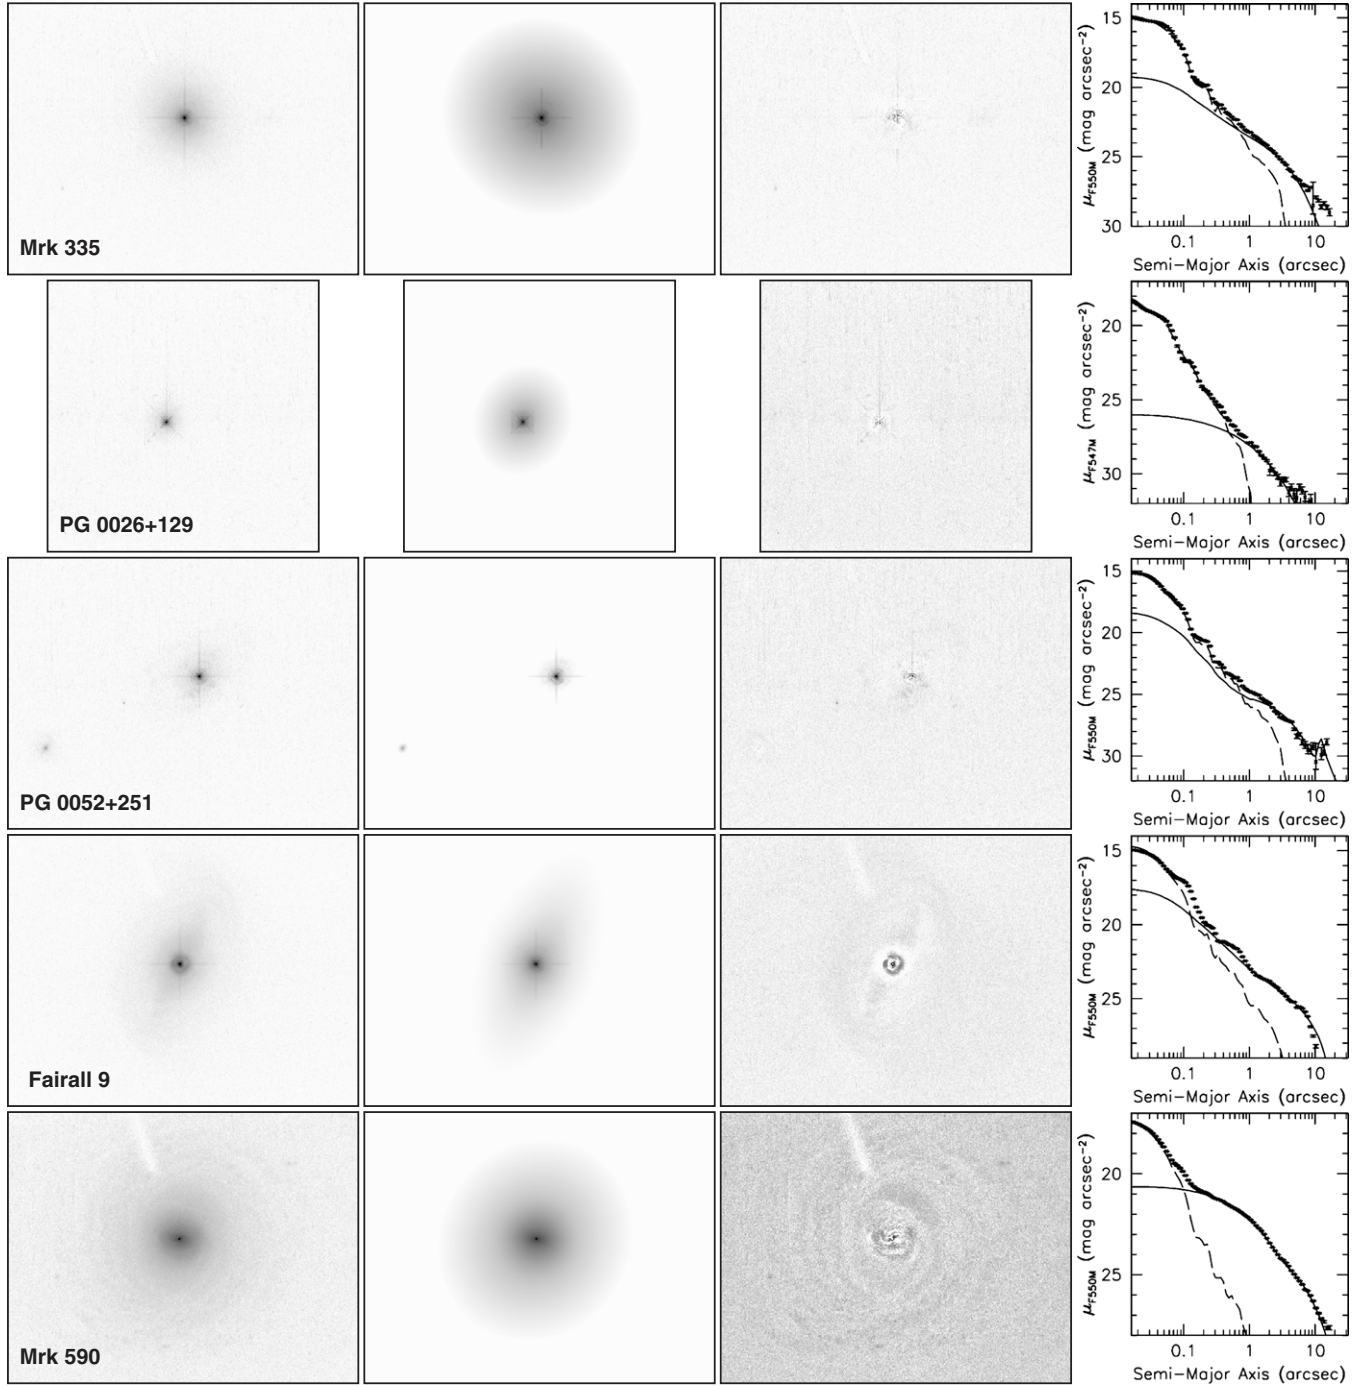 Mrk 335
15
20
25
30
μF550M (mag arcsec−2)
0.1 1 10
Semi−Major Axis (arcsec)
PG 0026+129
20
25
30
μF547M (mag arcsec−2)
0.1 1 10
Semi−Major Axis (arcsec)
PG 0052+251
15
20
25
30
μF550M (mag arcsec−2)
0.1 1 10
Semi−Major Axis (arcsec)
Fairall 9
15
20
25
μF550M (mag arcsec−2)
0.1 1 10
Semi−Major Axis (arcsec)
Mrk 590
20
25
μF550M (mag arcsec−2)
0.1 1 10
Semi−Major Axis (arcsec)